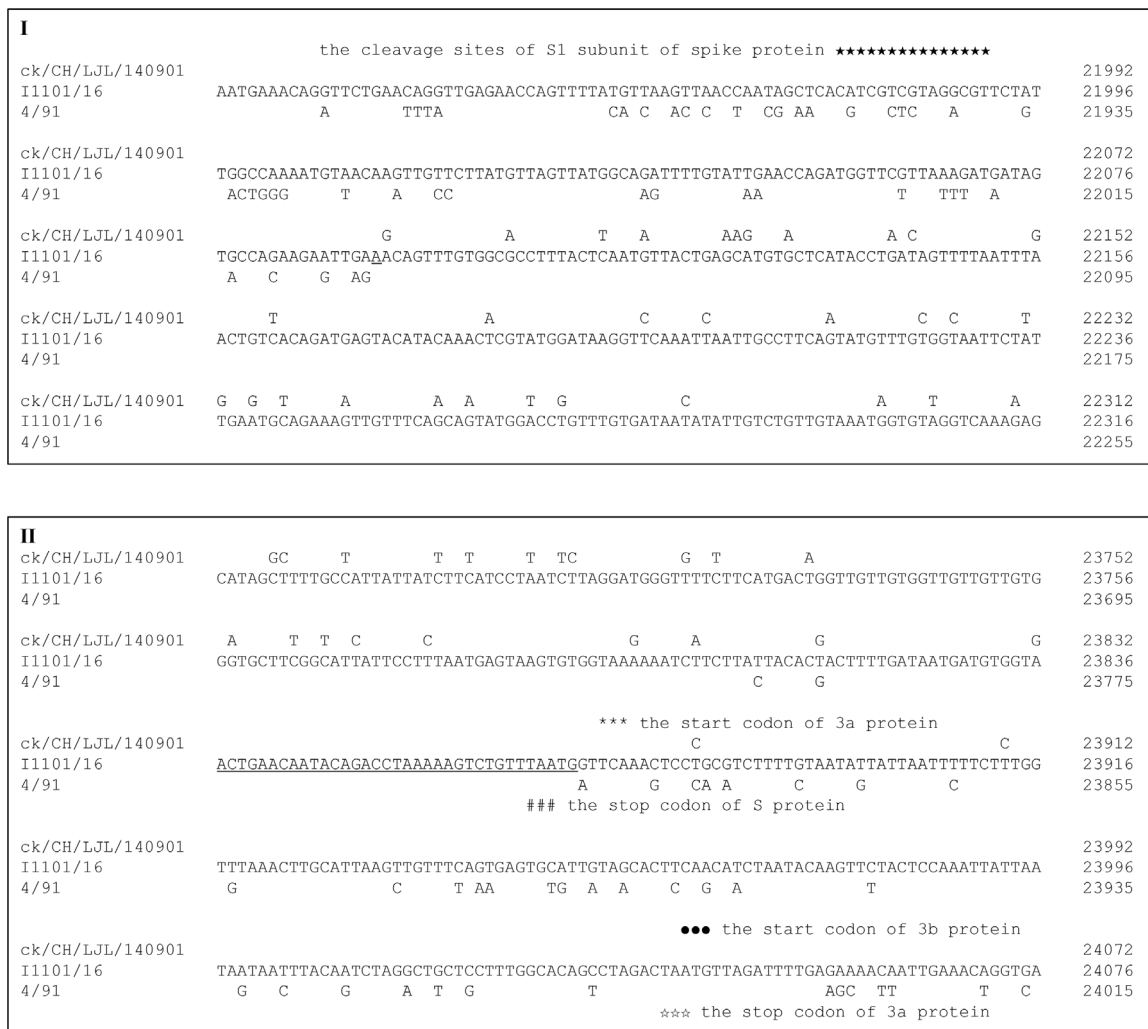 I
the cleavage sites of S1 subunit of spike protein ★★★★★★★★★★★★★★★
ck/CH/LJL/140901 21992
I1101/16 AATGAAACAGGTTCTGAACAGGTTGAGAACCAGTTTTATGTTAAGTTAACCAATAGCTCACATCGTCGTAGGCGTTCTAT 21996
4/91 A TTTA CA C AC C T CG AA G CTC A G 21935
ck/CH/LJL/140901 22072
I1101/16 TGGCCAAAATGTAACAAGTTGTTCTTATGTTAGTTATGGCAGATTTTGTATTGAACCAGATGGTTCGTTAAAGATGATAG 22076
4/91 ACTGGG T A CC AG AA T TTT A 22015
ck/CH/LJL/140901 G A T A AAG A A C G 22152
I1101/16 TGCCAGAAGAATTGAAACAGTTTGTGGCGCCTTTACTCAATGTTACTGAGCATGTGCTCATACCTGATAGTTTTAATTTA 22156
4/91 A C G AG 22095
ck/CH/LJL/140901 T A C C A C C T 22232
I1101/16 ACTGTCACAGATGAGTACATACAAACTCGTATGGATAAGGTTCAAATTAATTGCCTTCAGTATGTTTGTGGTAATTCTAT 22236
4/91 22175
ck/CH/LJL/140901 G G T A A A T G C A T A 22312
I1101/16 TGAATGCAGAAAGTTGTTTCAGCAGTATGGACCTGTTTGTGATAATATATTGTCTGTTGTAAATGGTGTAGGTCAAAGAG 22316
4/91 22255
II
ck/CH/LJL/140901 GC T T T T TC G T A 23752
I1101/16 CATAGCTTTTGCCATTATTATCTTCATCCTAATCTTAGGATGGGTTTTCTTCATGACTGGTTGTTGTGGTTGTTGTTGTG 23756
4/91 23695
ck/CH/LJL/140901 A T T C C G A G G 23832
I1101/16 GGTGCTTCGGCATTATTCCTTTAATGAGTAAGTGTGGTAAAAAATCTTCTTATTACACTACTTTTGATAATGATGTGGTA 23836
4/91 C G 23775
*** the start codon of 3a protein
ck/CH/LJL/140901 C C 23912
I1101/16 ACTGAACAATACAGACCTAAAAAGTCTGTTTAATGGTTCAAACTCCTGCGTCTTTTGTAATATTATTAATTTTTCTTTGG 23916
4/91 A G CA A C G C 23855
### the stop codon of S protein
ck/CH/LJL/140901 23992
I1101/16 TTTAAACTTGCATTAAGTTGTTTCAGTGAGTGCATTGTAGCACTTCAACATCTAATACAAGTTCTACTCCAAATTATTAA 23996
4/91 G C T AA TG A A C G A T 23935
●●● the start codon of 3b protein
ck/CH/LJL/140901 24072
I1101/16 TAATAATTTACAATCTAGGCTGCTCCTTTGGCACAGCCTAGACTAATGTTAGATTTTGAGAAAACAATTGAAACAGGTGA 24076
4/91 G C G A T G T AGC TT T C 24015
☆☆☆ the stop codon of 3a protein